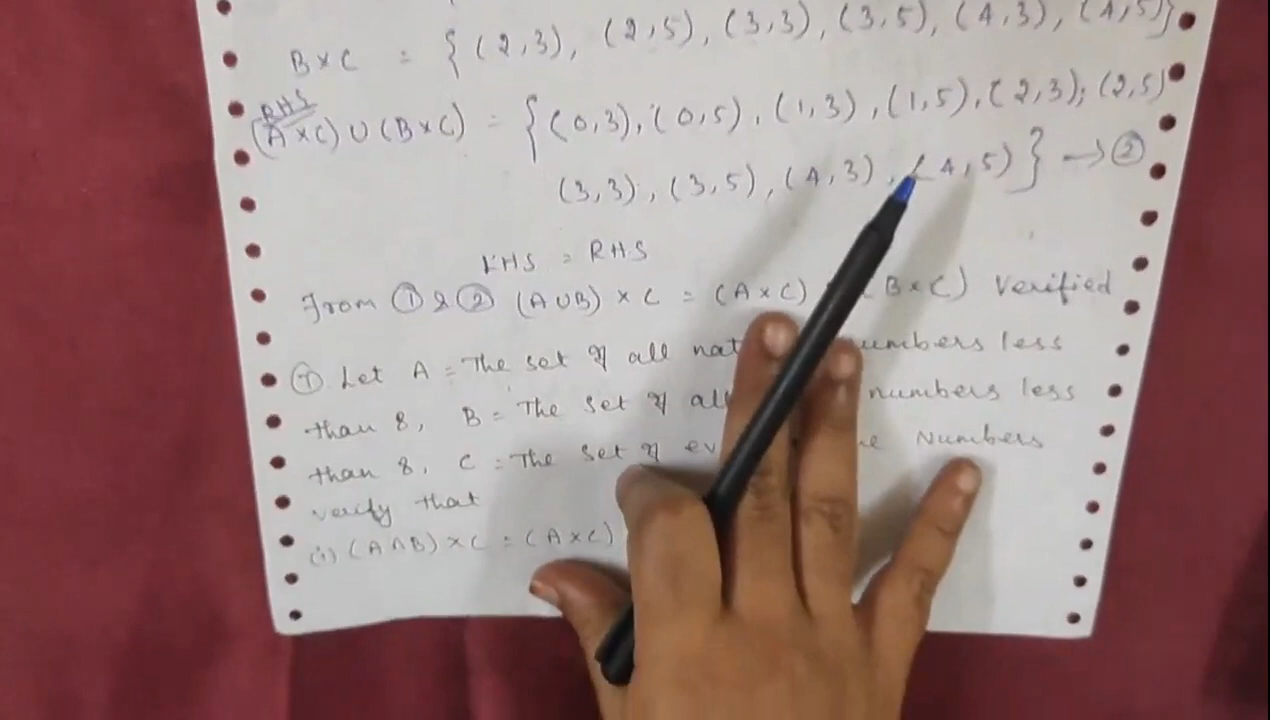 B×C = { (2,3), (2,5), (3,3), (3,5), (4,3), (4,5)}
RHS
(A×C) ∪ (B×C) = { (0,3), (0,5), (1,3), (1,5), (2,3), (2,5)
(3,3), (3,5), (4,3), (4,5) } → ②
LHS = RHS
From ① & ② (A∪B) × C = (A×C) (B×C) Verified
⑦ Let A = The set of all numbers less
than 8, B = The set of all numbers less
than 8, C = The set of Numbers
verify that
(i) (A∩B) × C = (A×C)